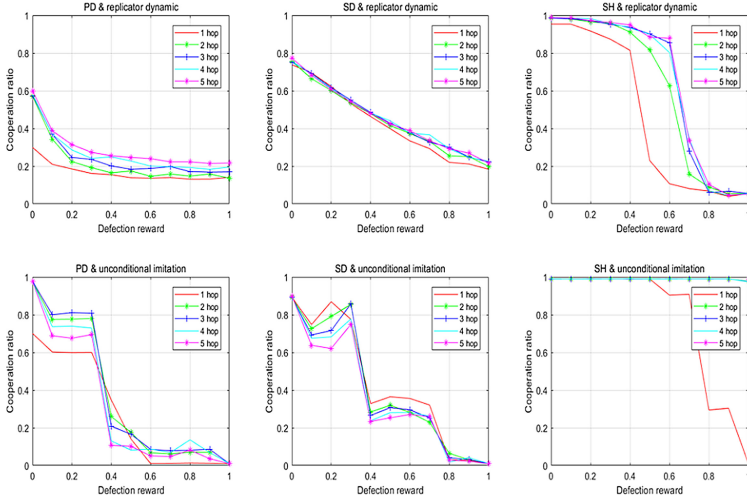 PD & replicator dynamic
SD & replicator dynamic
SH & replicator dynamic
Cooperation ratio
1
0.8
0.6
0.4
0.2
0
1 hop
2 hop
3 hop
4 hop
5 hop
0 0.2 0.4 0.6 0.8 1
Defection reward
Cooperation ratio
1
0.8
0.6
0.4
0.2
0
1 hop
2 hop
3 hop
4 hop
5 hop
0 0.2 0.4 0.6 0.8 1
Defection reward
Cooperation ratio
1
0.8
0.6
0.4
0.2
0
1 hop
2 hop
3 hop
4 hop
5 hop
0 0.2 0.4 0.6 0.8
Defection reward
PD & unconditional imitation
SD & unconditional imitation
SH & unconditional imitation
Cooperation ratio
1
0.8
0.6
0.4
0.2
0
1 hop
2 hop
3 hop
4 hop
5 hop
0 0.2 0.4 0.6 0.8 1
Defection reward
Cooperation ratio
1
0.8
0.6
0.4
0.2
0
1 hop
2 hop
3 hop
4 hop
5 hop
0 0.2 0.4 0.6 0.8 1
Defection reward
Cooperation ratio
1
0.8
0.6
0.4
0.2
0
1 hop
2 hop
3 hop
4 hop
5 hop
0 0.2 0.4 0.6 0.8
Defection reward